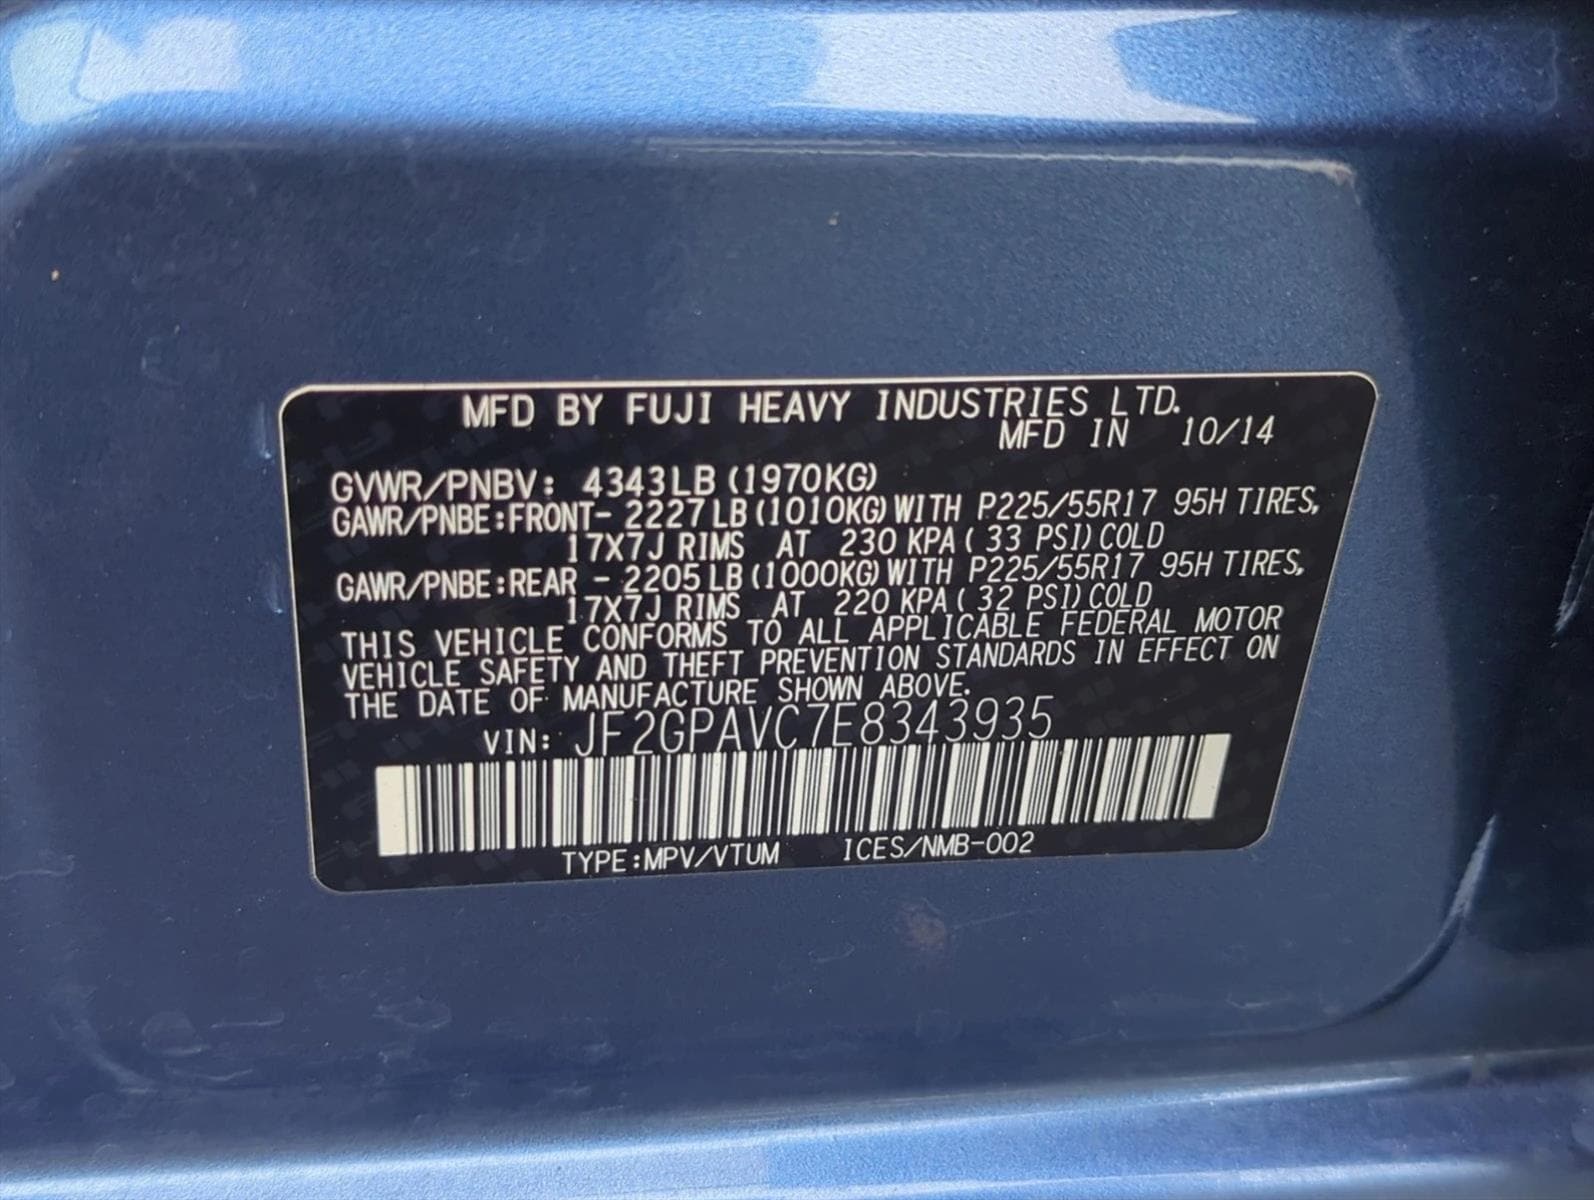 MFD BY FUJI HEAVY INDUSTRIES LTD.
MFD IN 10/14
GVWR/PNBV: 4343LB (1970KG)
GAWR/PNBE:FRONT- 2227LB (1010KG) WITH P225/55R17 95H TIRES,
17X7J RIMS AT 230 KPA ( 33 PSI) COLD
GAWR/PNBE:REAR - 2205LB (1000KG) WITH P225/55R17 95H TIRES,
17X7J RIMS AT 220 KPA ( 32 PSI) COLD
THIS VEHICLE CONFORMS TO ALL APPLICABLE FEDERAL MOTOR
VEHICLE SAFETY AND THEFT PREVENTION STANDARDS IN EFFECT ON
THE DATE OF MANUFACTURE SHOWN ABOVE.
VIN: JF2GPAVC7E8343935
TYPE:MPV/VTUM ICES/NMB-002